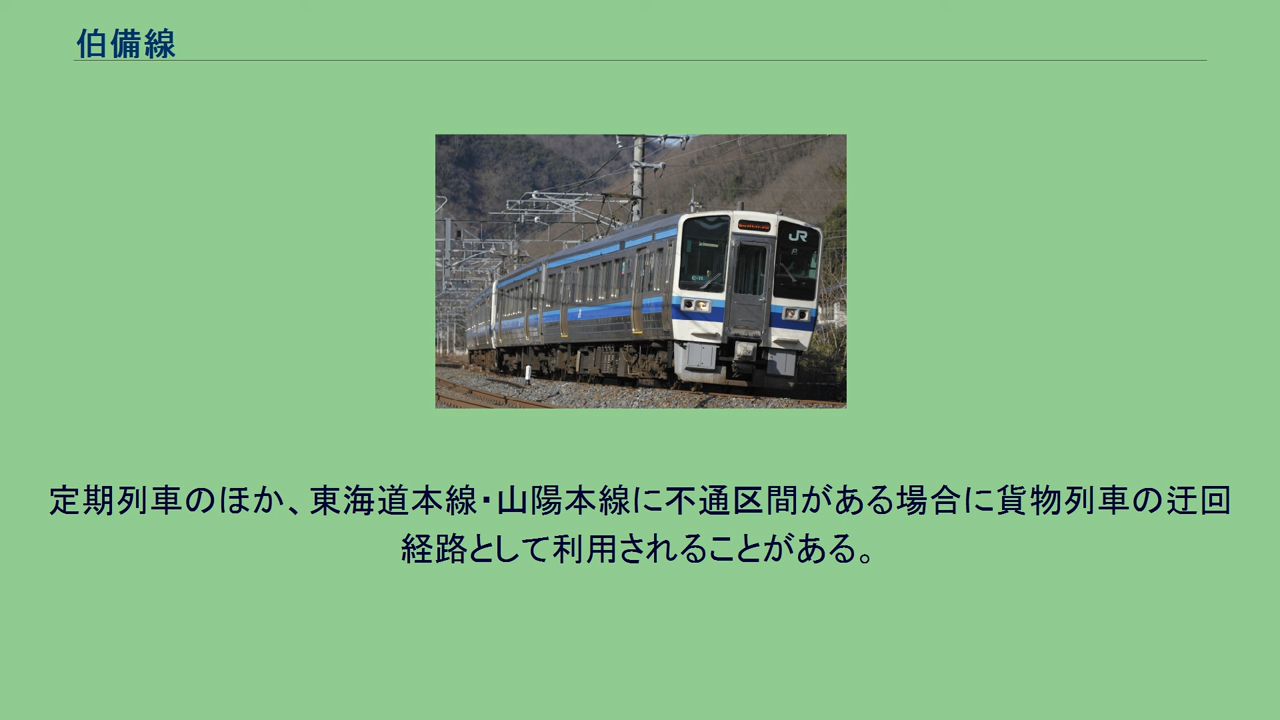 伯備線
JR
定期列車のほか、東海道本線・山陽本線に不通区間がある場合に貨物列車の迂回
経路として利用されることがある。